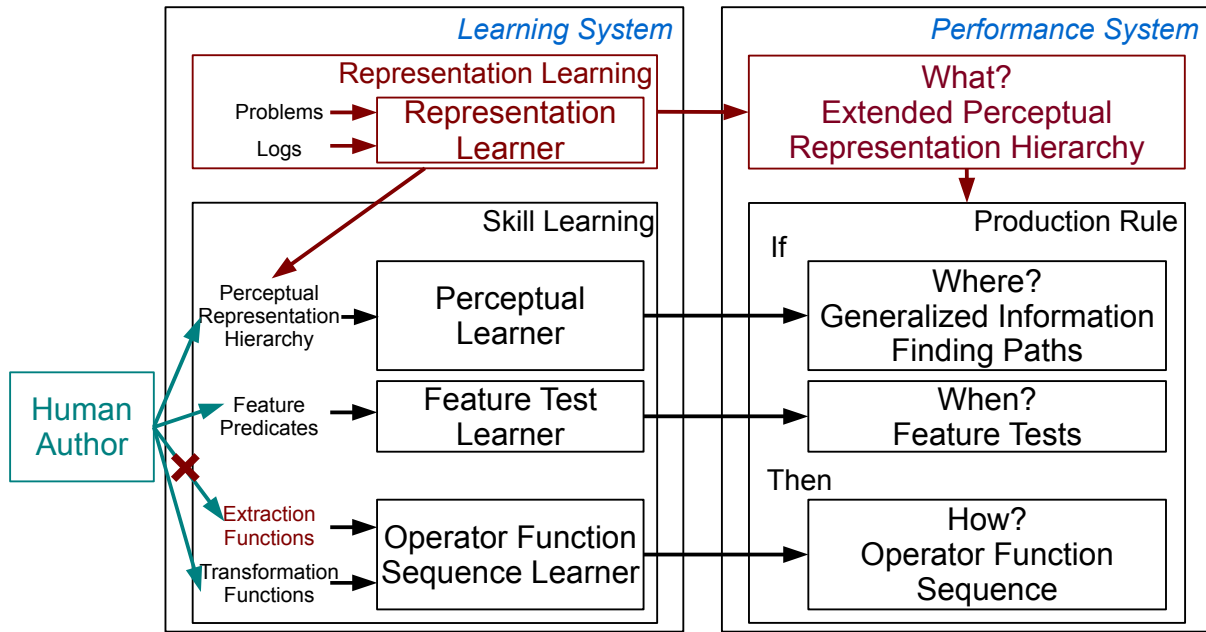 Learning System
Performance System
Representation Learning
Problems
Logs
Representation
Learner
What?
Extended Perceptual
Representation Hierarchy
Skill Learning
Production Rule
If
Perceptual
Representation
Hierarchy
Perceptual
Learner
Where?
Generalized Information
Finding Paths
Human
Author
Feature
Predicates
Feature Test
Learner
When?
Feature Tests
Then
Extraction
Functions
Transformation
Functions
Operator Function
Sequence Learner
How?
Operator Function
Sequence